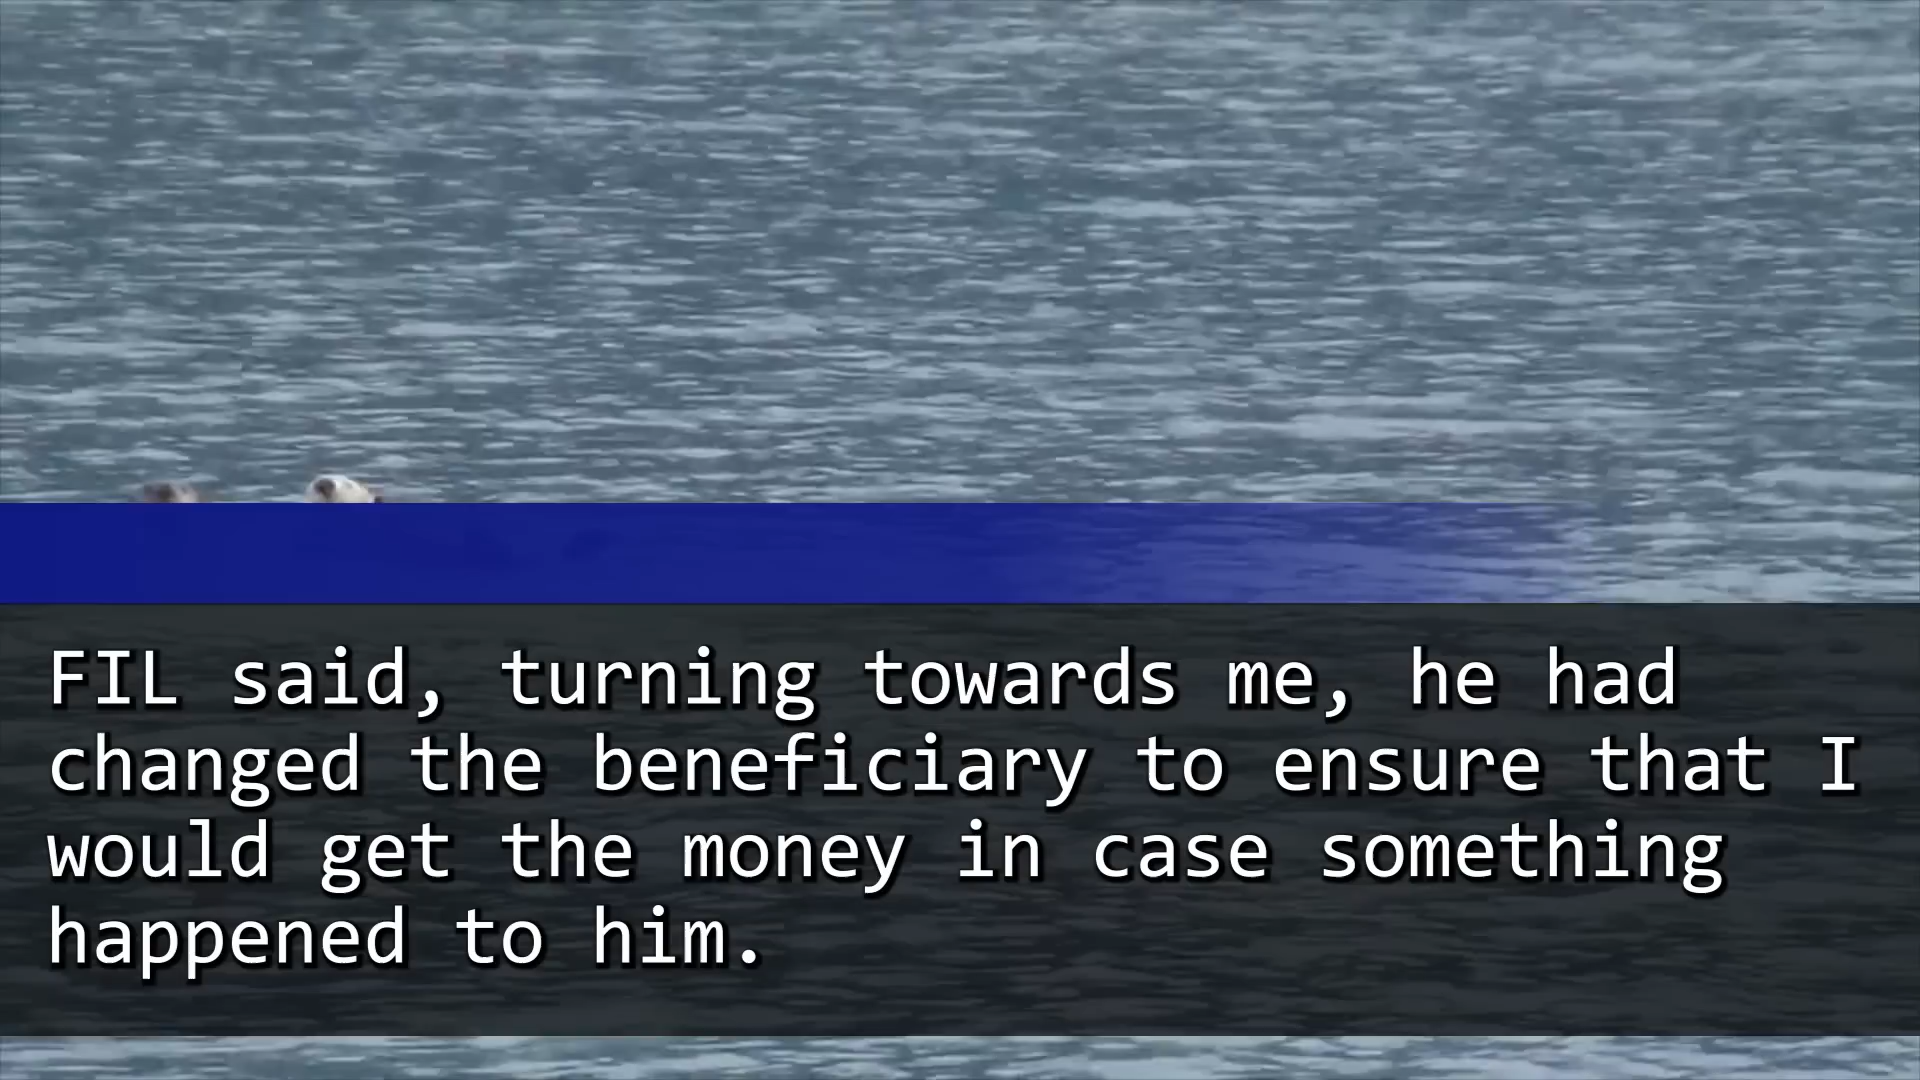 FIL said, turning towards me, he had
changed the beneficiary to ensure that I
would get the money in case something
happened to him.